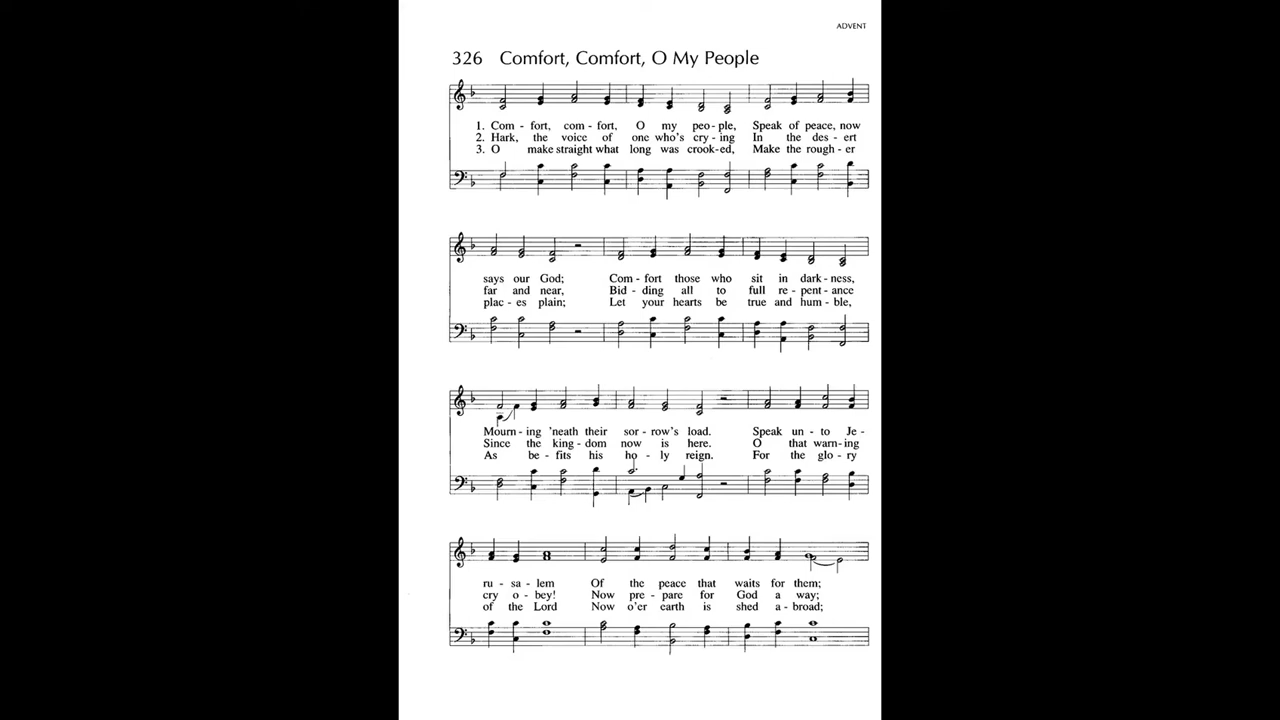 ADVENT
326 Comfort, Comfort, O My People
1. Com - fort, com - fort, O my peo - ple, Speak of peace, now
2. Hark, the voice of one who's cry - ing In the des - ert
3. O make straight what long was crook - ed, Make the rough - er
says our God; Com - fort those who sit in dark - ness,
far and near, Bid - ding all to full re - pent - ance
plac - es plain; Let your hearts be true and hum - ble,
Mourn - ing 'neath their sor - row's load. Speak un - to Je -
Since the king - dom now is here. O that warn - ing
As be - fits his ho - ly reign. For the glo - ry
ru - sa - lem Of the peace that waits for them;
cry o - bey! Now pre - pare for God a way;
of the Lord Now o'er earth is shed a - broad;